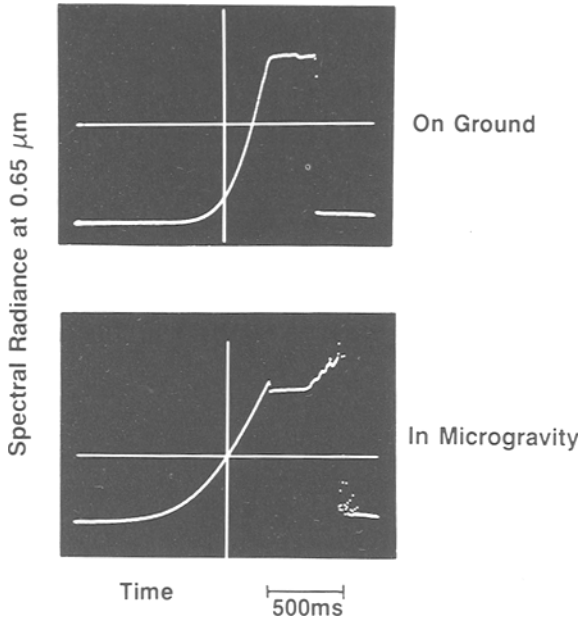 Spectral Radiance at 0.65 µm
On Ground
In Microgravity
Time
500ms